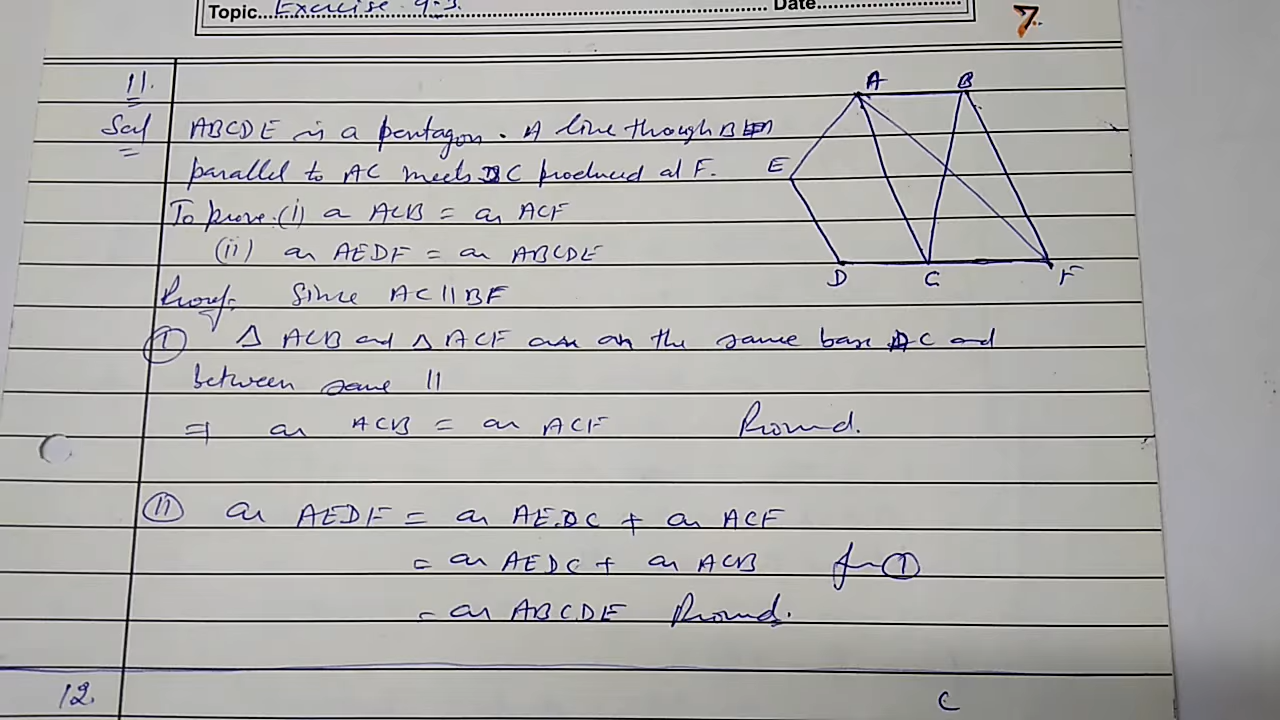 Topic... Exercise 9.3
Date
7.
11.
Sol ABCDE is a pentagon. A line though B
parallel to AC meets DC produced at F.
To prove. (i) a ACB = ar ACF
(ii) ar AEDF = ar ABCDE
Proof. Since AC || BF
(I) Δ ACB and Δ ACF are on the same base AC and
between same ||
⇒ ar ACB = ar ACF Proved.
(II) ar AEDF = ar AEDC + ar ACF
= ar AEDC + ar ACB from (I)
= ar ABCDE Proved.
12.
A B
E
D C F
C